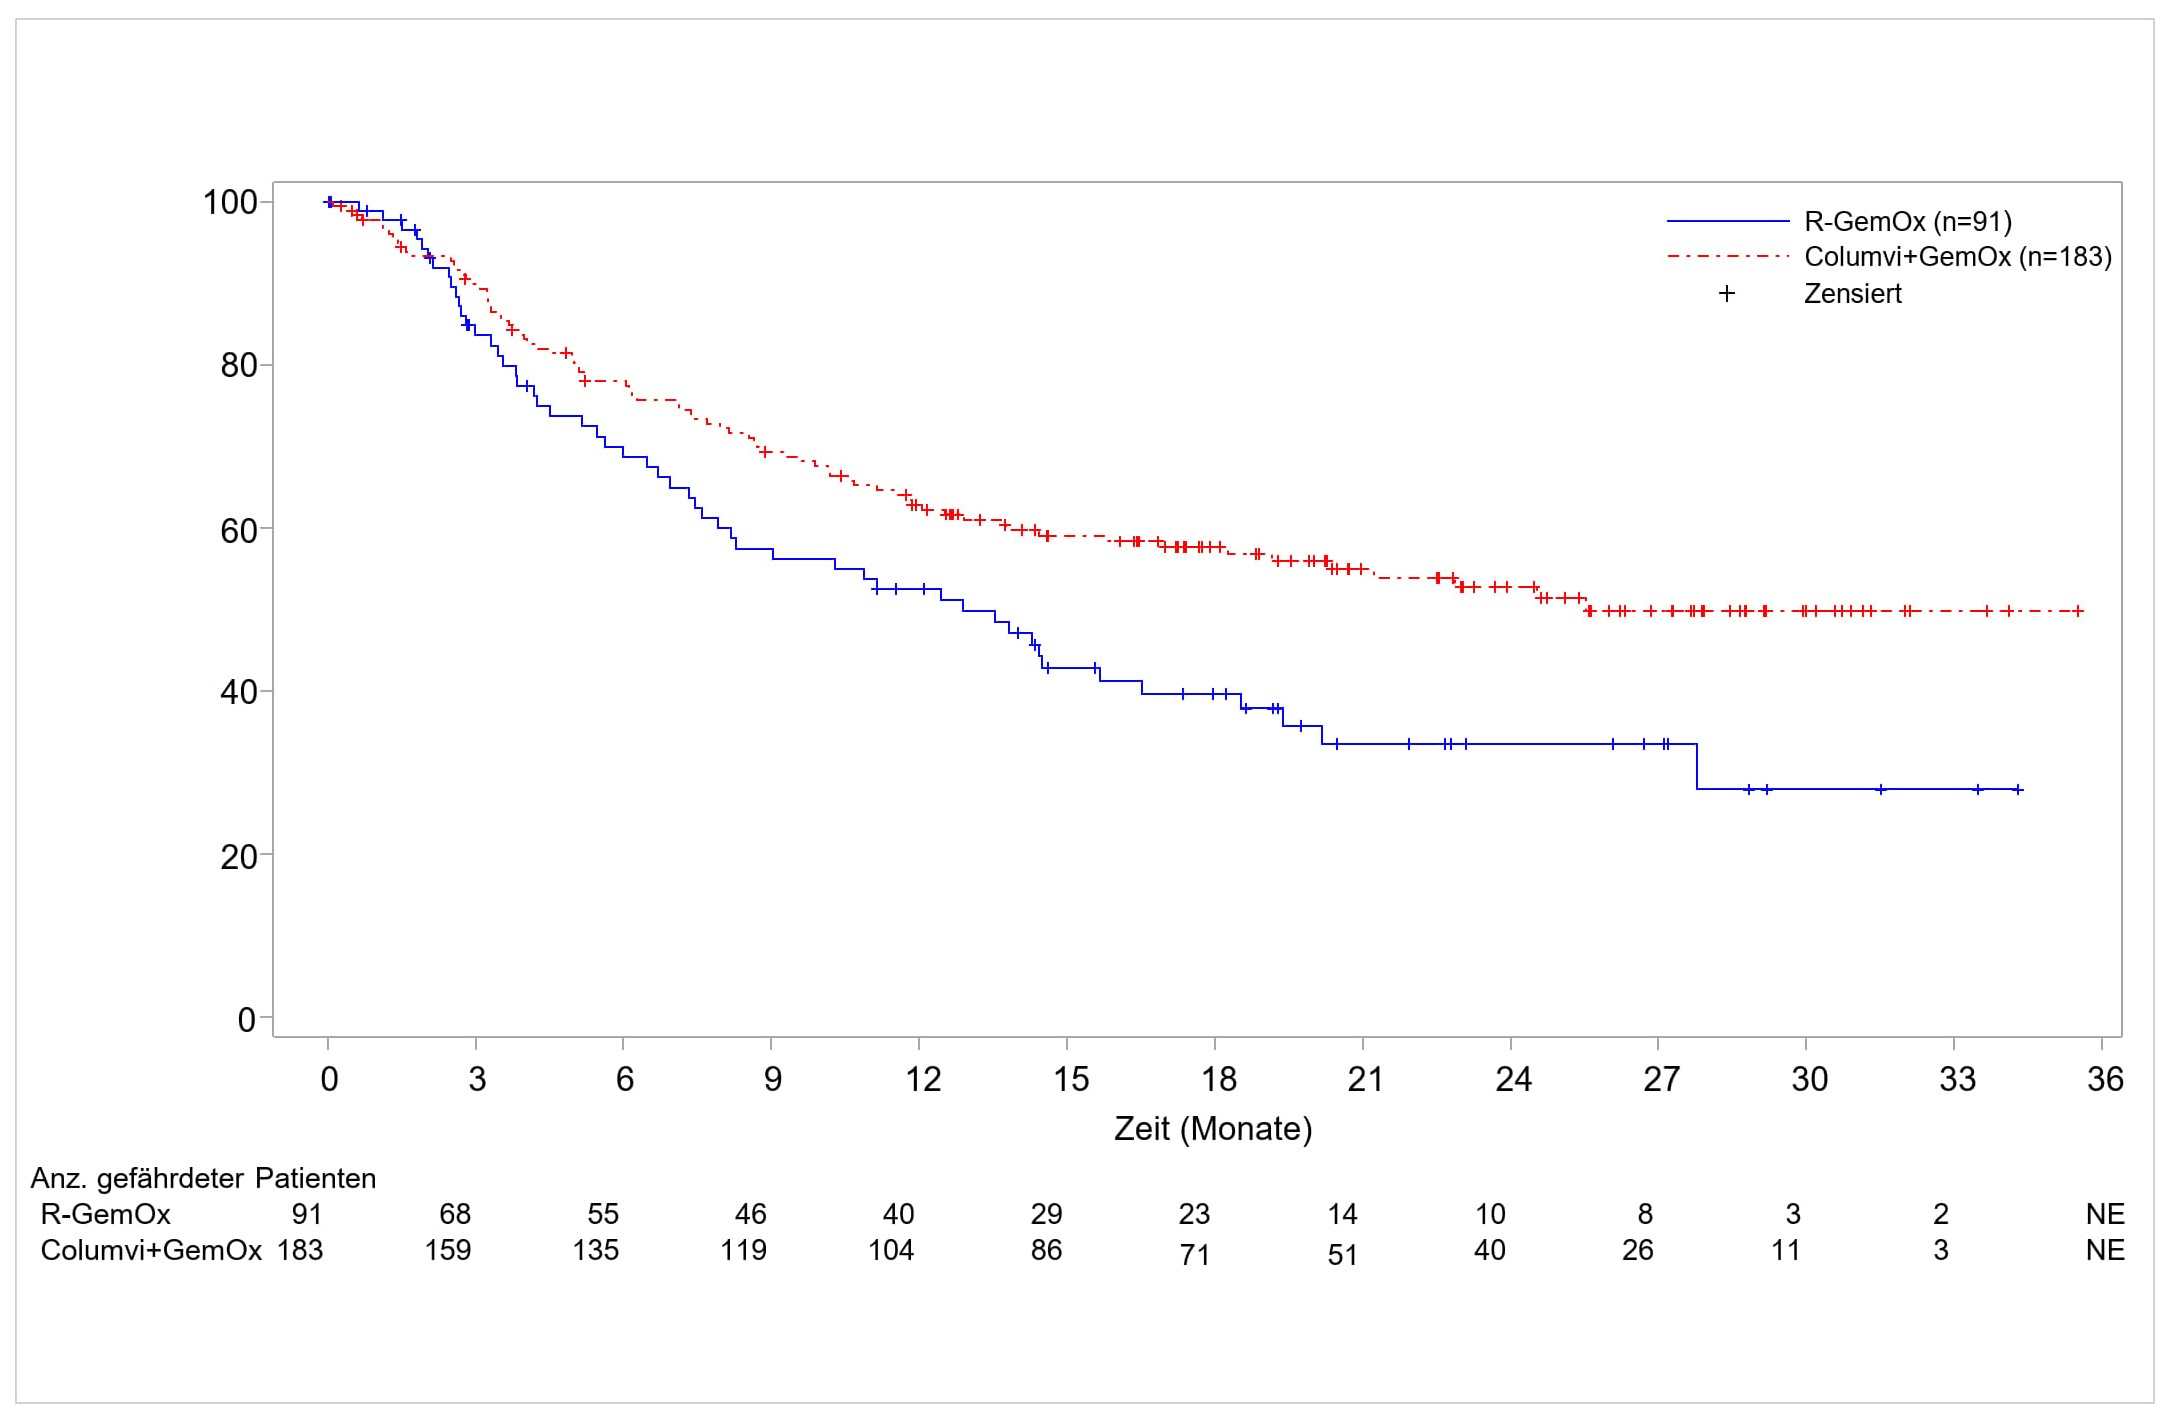 100
80
60
40
20
0
R-GemOx (n=91)
Columvi+GemOx (n=183)
Zensiert
0 3 6 9 12 15 18 21 24 27 30 33 36
Zeit (Monate)
Anz. gefährdeter Patienten
R-GemOx 91 68 55 46 40 29 23 14 10 8 3 2 NE
Columvi+GemOx 183 159 135 119 104 86 71 51 40 26 11 3 NE